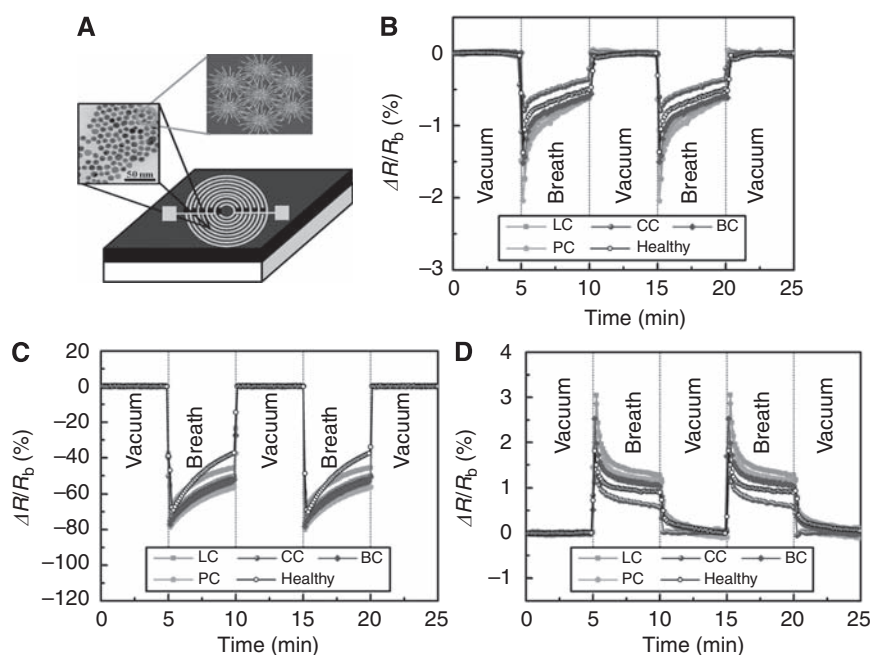 A
50 nm
B
ΔR/Rb (%)
0
−1
−2
−3
Vacuum
Breath
Vacuum
Breath
Vacuum
LC CC BC
PC Healthy
0 5 10 15 20 25
Time (min)
C
ΔR/Rb (%)
20
0
−20
−40
−60
−80
−100
−120
Vacuum
Breath
Vacuum
Breath
Vacuum
LC CC BC
PC Healthy
0 5 10 15 20 25
Time (min)
D
ΔR/Rb (%)
4
3
2
1
0
−1
Vacuum
Breath
Vacuum
Breath
Vacuum
LC CC BC
PC Healthy
0 5 10 15 20 25
Time (min)